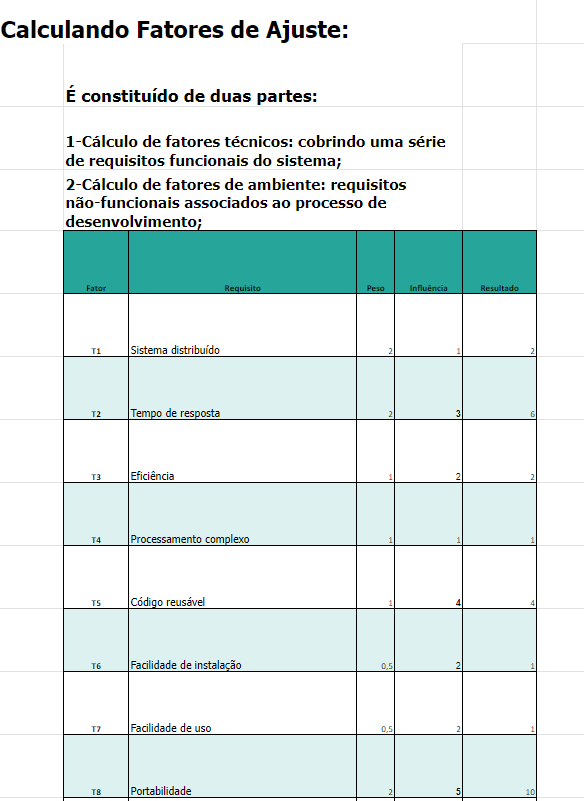 Calculando Fatores de Ajuste:
É constituído de duas partes:
1-Cálculo de fatores técnicos: cobrindo uma série
de requisitos funcionais do sistema;
2-Cálculo de fatores de ambiente: requisitos
não-funcionais associados ao processo de
desenvolvimento;
Fator Requisito Peso Influência Resultado
T1 Sistema distribuído 2 1 2
T2 Tempo de resposta 2 3 6
T3 Eficiência 1 2 2
T4 Processamento complexo 1 1 1
T5 Código reusável 1 4 4
T6 Facilidade de instalação 0,5 2 1
T7 Facilidade de uso 0,5 2 1
T8 Portabilidade 2 5 10